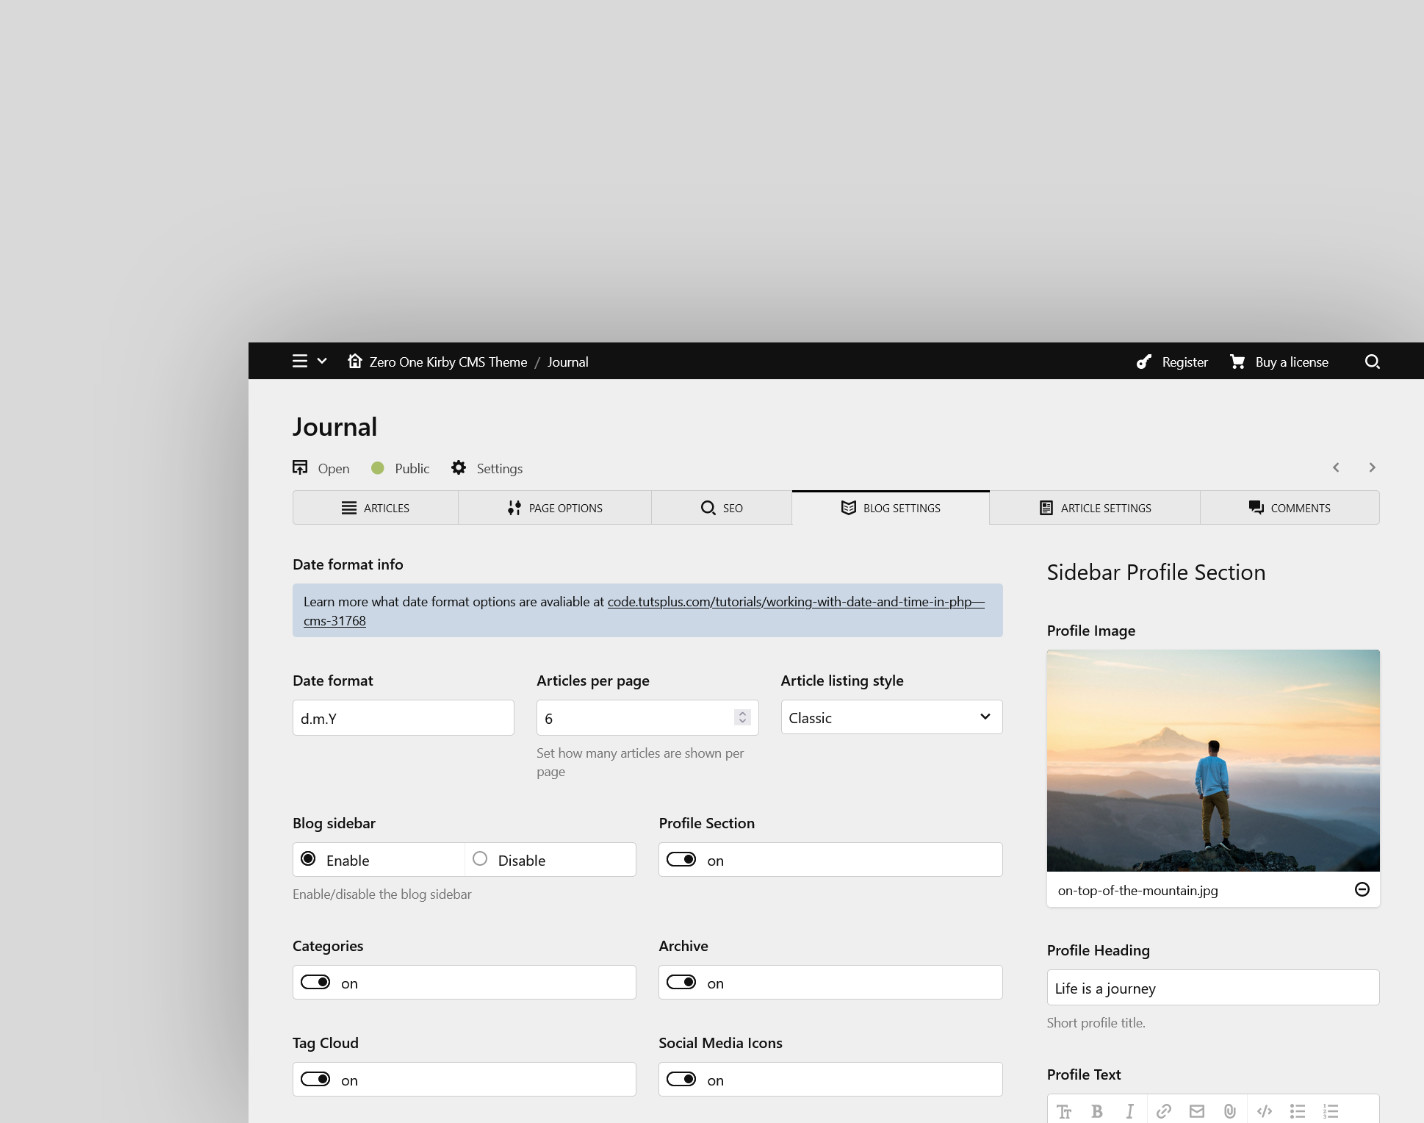 Zero One Kirby CMS Theme / Journal
Register
Buy a license
Journal
Open
Public
Settings
ARTICLES
PAGE OPTIONS
SEO
BLOG SETTINGS
ARTICLE SETTINGS
COMMENTS
Date format info
Learn more what date format options are avaliable at code.tutsplus.com/tutorials/working-with-date-and-time-in-php—
cms-31768
Date format
d.m.Y
Articles per page
6
Set how many articles are shown per
page
Article listing style
Classic
Blog sidebar
Enable
Disable
Enable/disable the blog sidebar
Profile Section
on
Categories
on
Archive
on
Tag Cloud
on
Social Media Icons
on
Sidebar Profile Section
Profile Image
on-top-of-the-mountain.jpg
Profile Heading
Life is a journey
Short profile title.
Profile Text